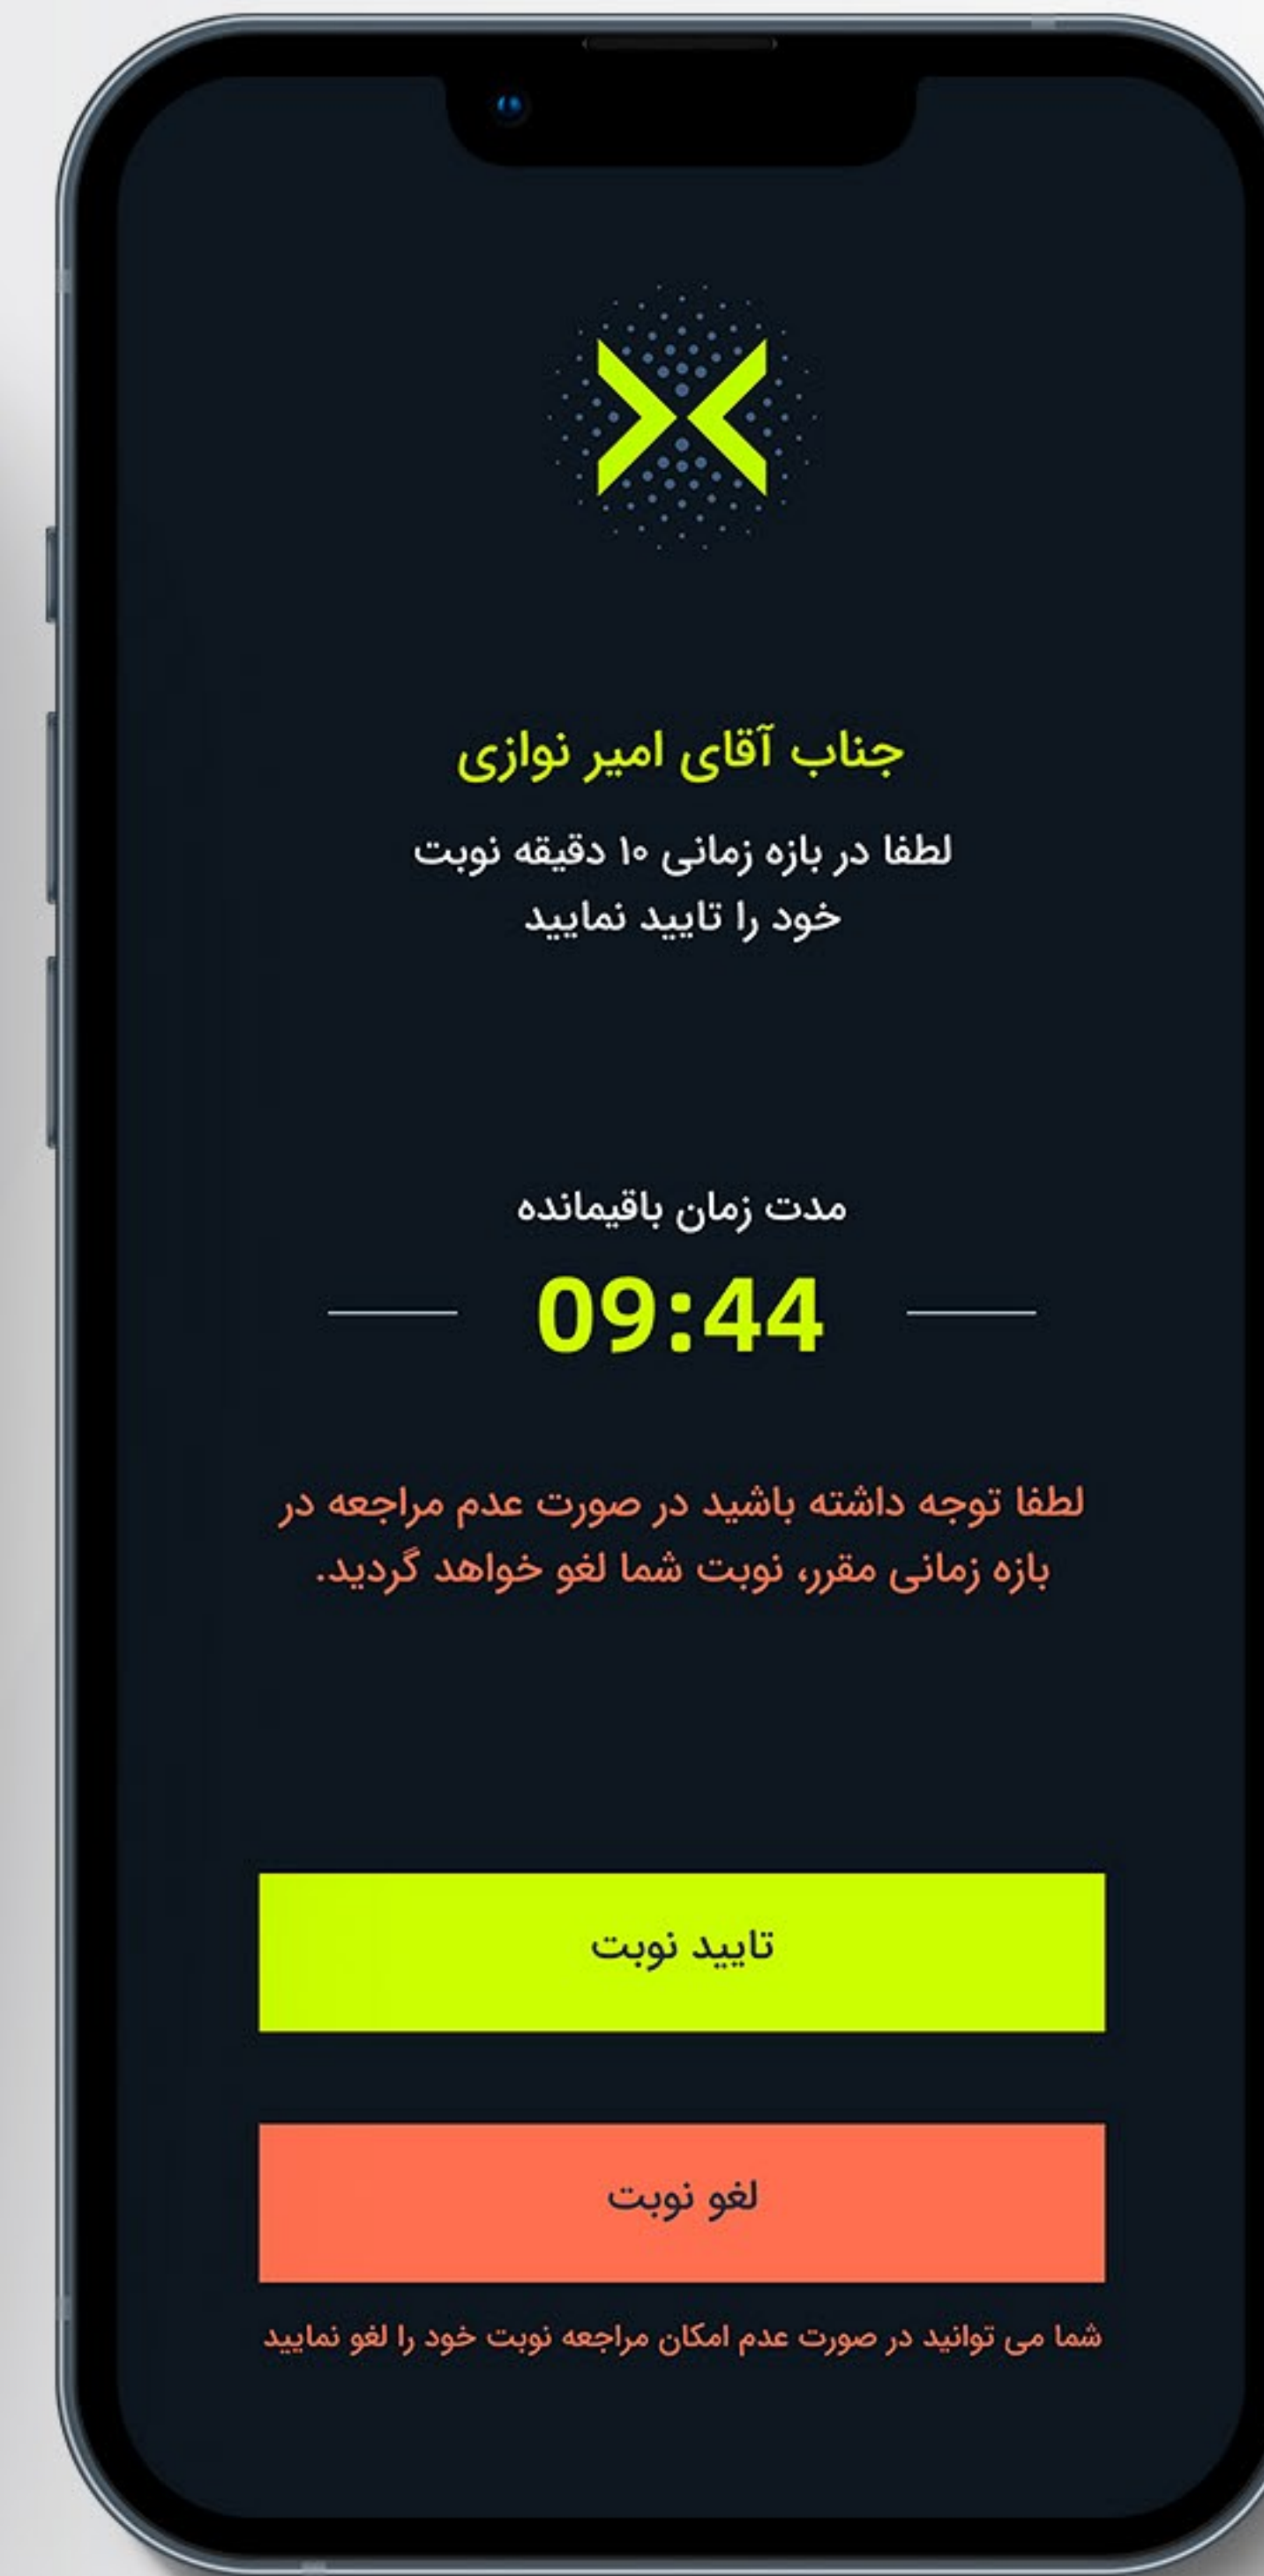 جناب آقای امیر نوازی
لطفا در بازه زمانی ۱۰ دقیقه نوبت
خود را تایید نمایید
مدت زمان باقیمانده
09:44
لطفا توجه داشته باشید در صورت عدم مراجعه در
بازه زمانی مقرر، نوبت شما لغو خواهد گردید.
تایید نوبت
لغو نوبت
شما می توانید در صورت عدم امکان مراجعه نوبت خود را لغو نمایید